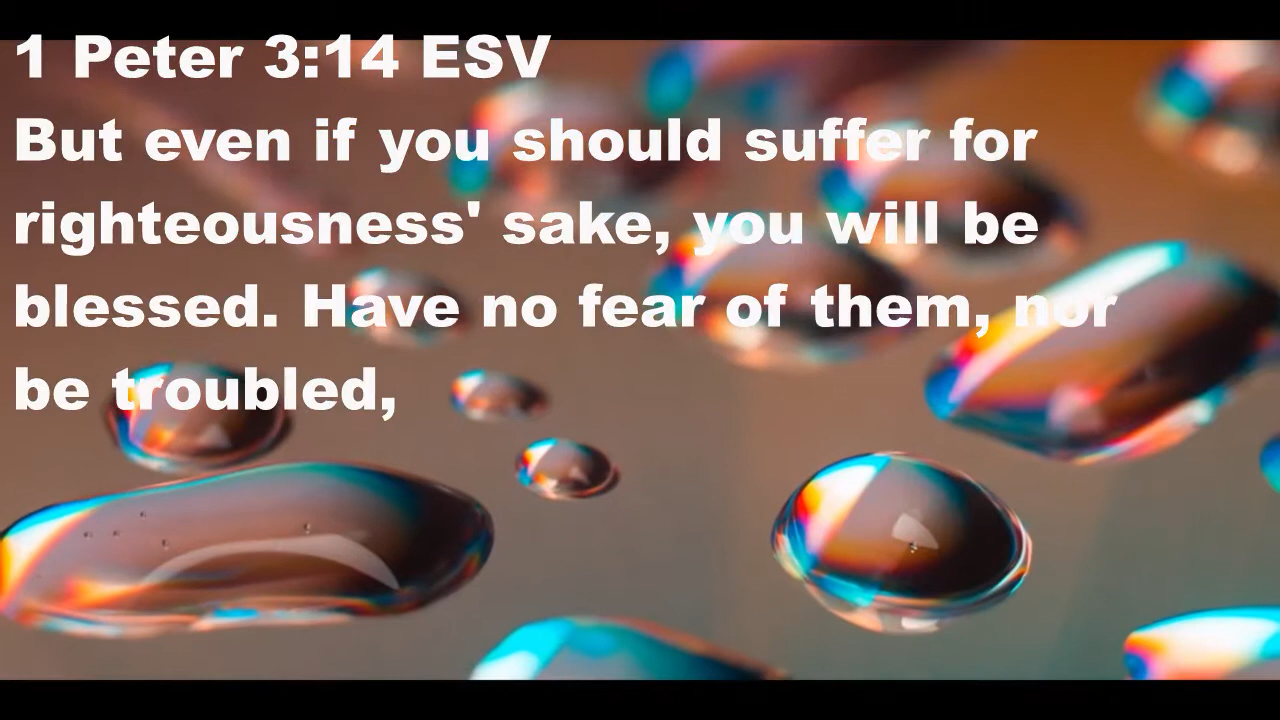 1 Peter 3:14 ESV
But even if you should suffer for
righteousness' sake, you will be
blessed. Have no fear of them, nor
be troubled,